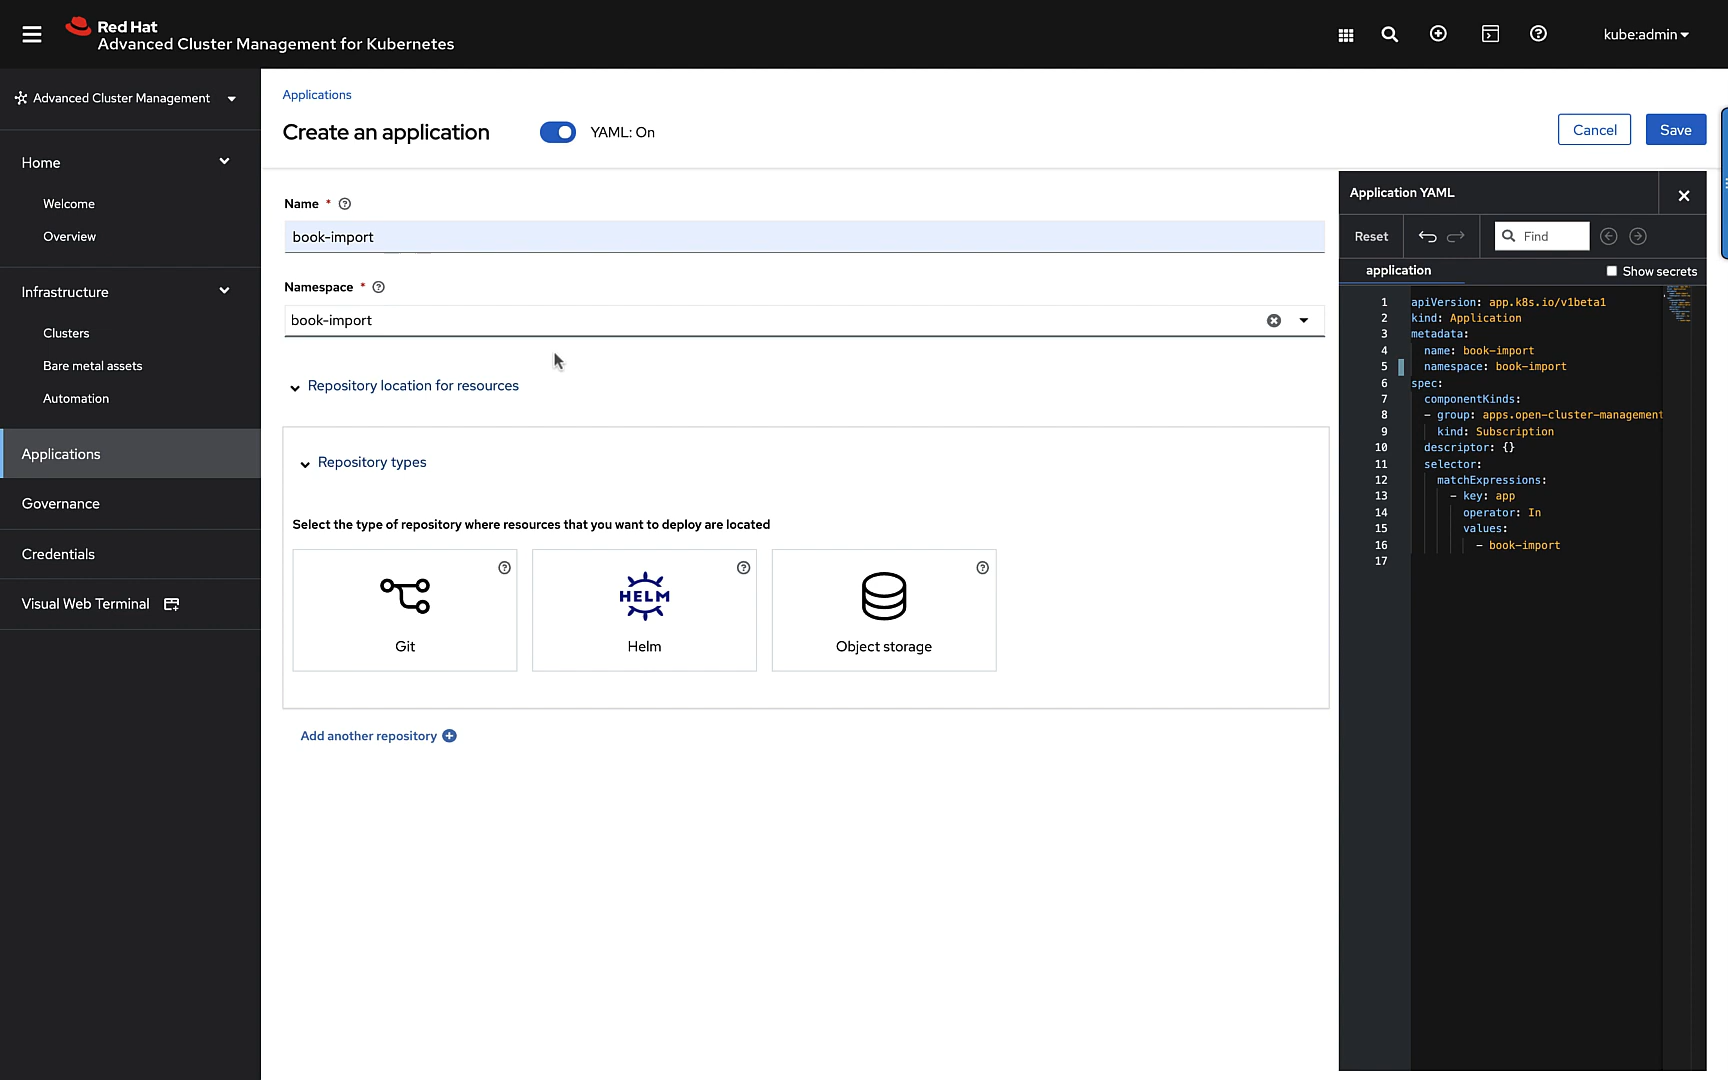 Red Hat
Advanced Cluster Management for Kubernetes
kube:admin
Advanced Cluster Management
Home
Welcome
Overview
Infrastructure
Clusters
Bare metal assets
Automation
Applications
Governance
Credentials
Visual Web Terminal
Applications
Create an application
YAML: On
Cancel
Save
Name *
book-import
Namespace *
book-import
Repository location for resources
Repository types
Select the type of repository where resources that you want to deploy are located
Git
HELM
Helm
Object storage
Add another repository
Application YAML
Reset
Find
application
Show secrets
1 apiVersion: app.k8s.io/v1beta1
2 kind: Application
3 metadata:
4 name: book-import
5 namespace: book-import
6 spec:
7 componentKinds:
8 - group: apps.open-cluster-management
9 kind: Subscription
10 descriptor: {}
11 selector:
12 matchExpressions:
13 - key: app
14 operator: In
15 values:
16 - book-import
17